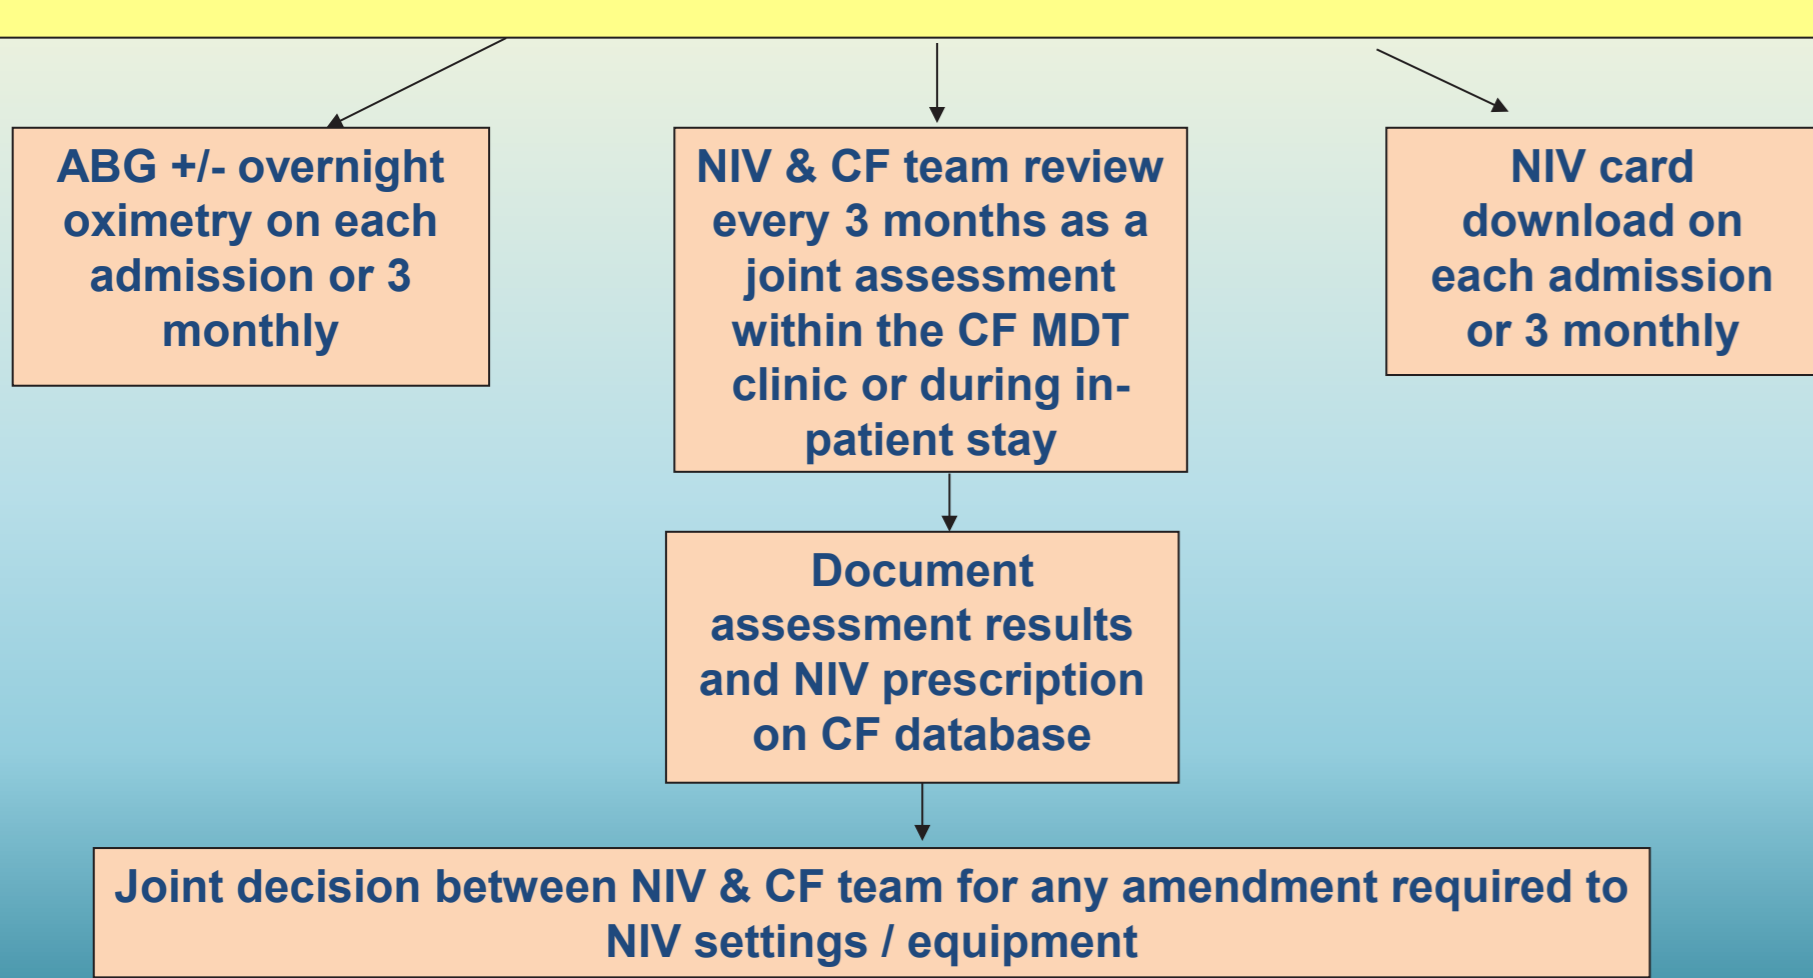 ABG +/- overnight
oximetry on each
admission or 3
monthly
NIV & CF team review
every 3 months as a
joint assessment
within the CF MDT
clinic or during in-
patient stay
NIV card
download on
each admission
or 3 monthly
Document
assessment results
and NIV prescription
on CF database
Joint decision between NIV & CF team for any amendment required to
NIV settings / equipment